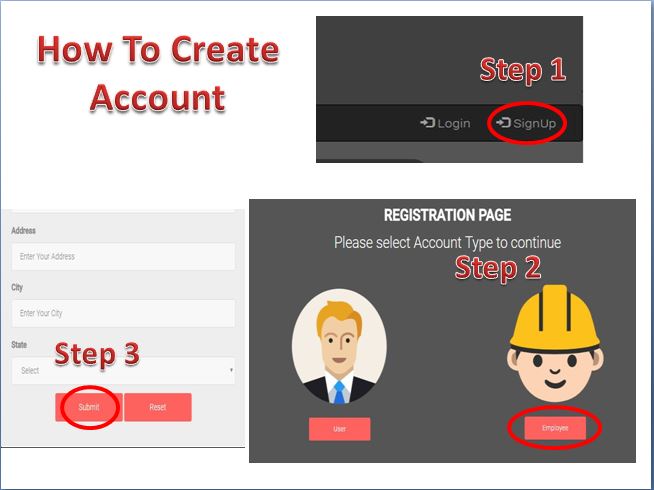 How To Create
Account
Step 1
Login
SignUp
REGISTRATION PAGE
Please select Account Type to continue
Step 2
User
Employee
Address
Enter Your Address
City
Enter Your City
State
Step 3
Select
Submit
Reset